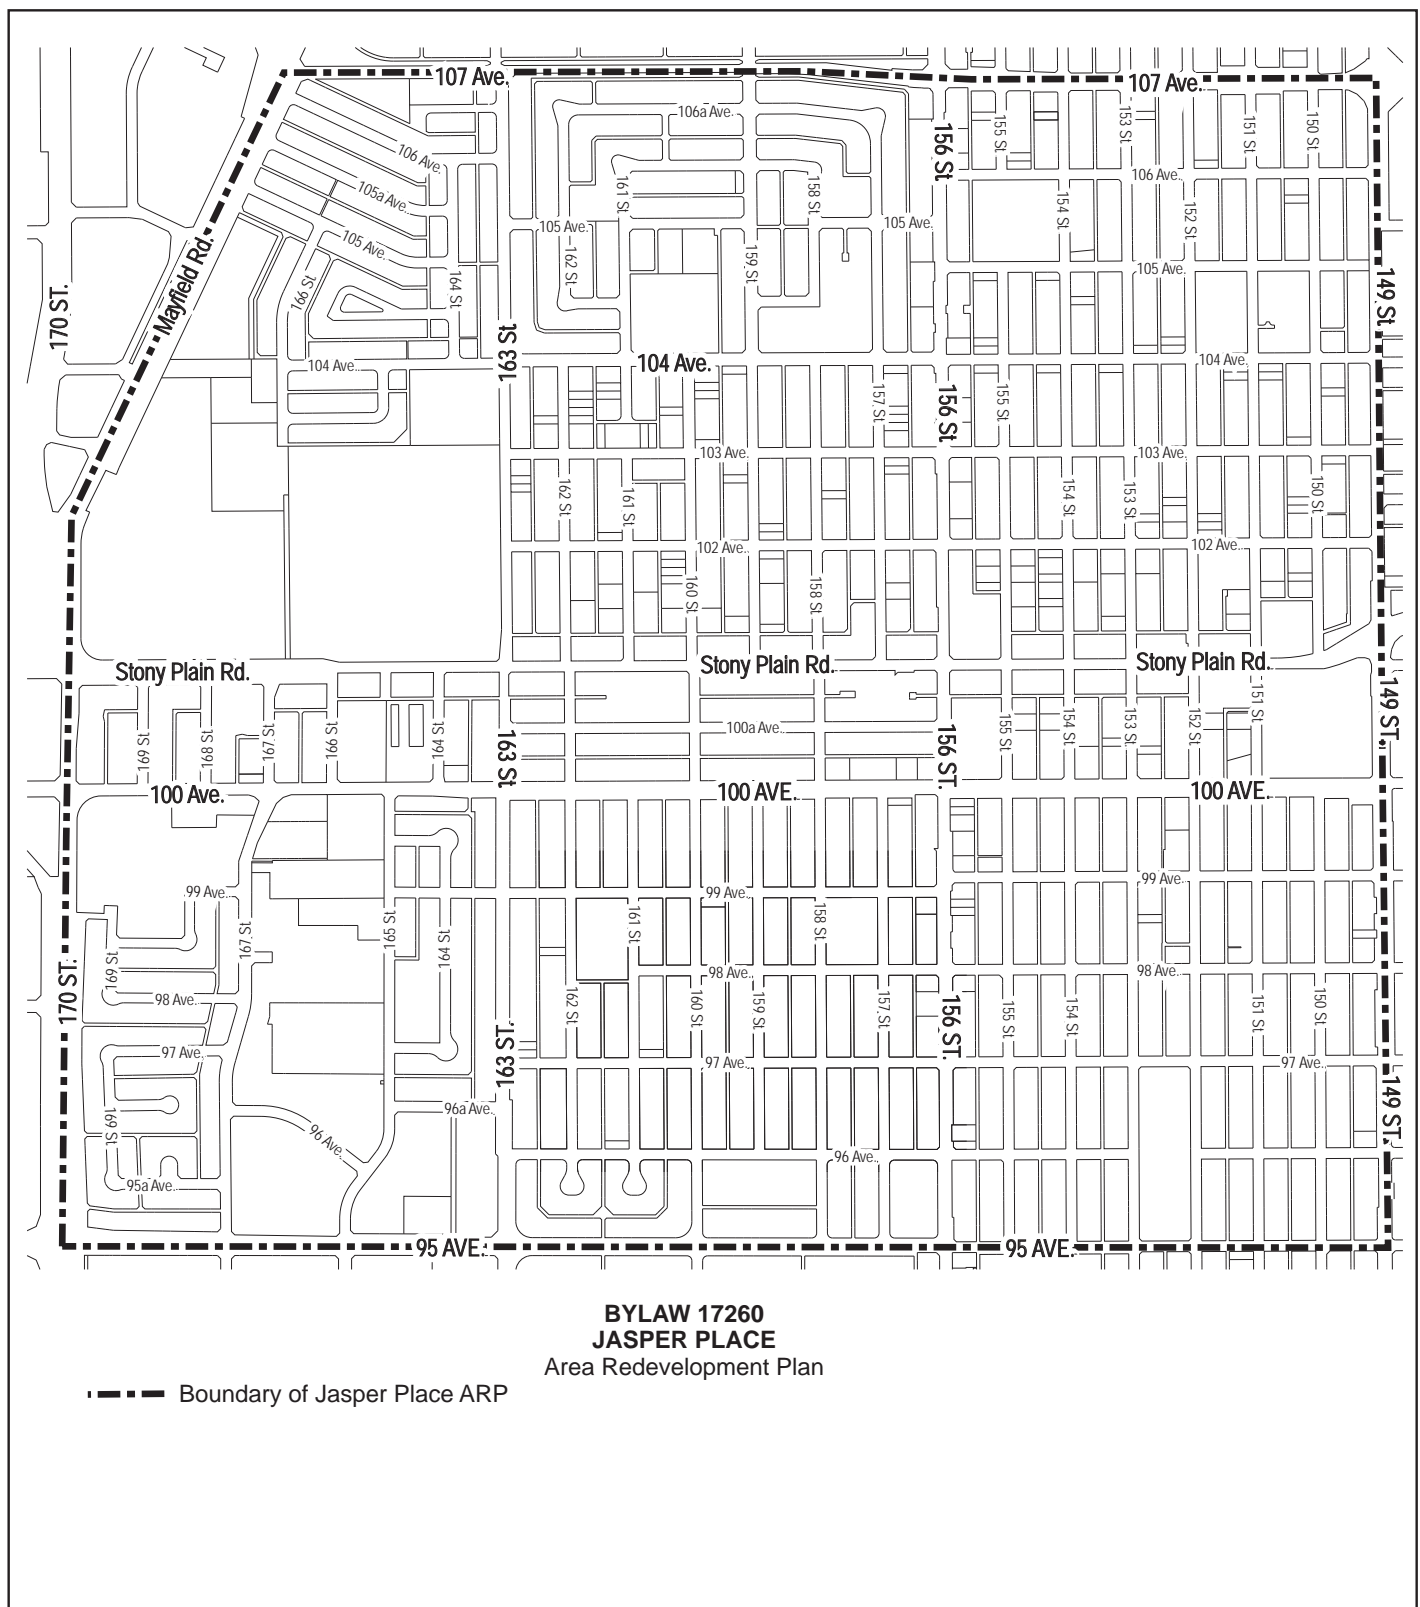 107 Ave.
107 Ave.
106a Ave.
156 St.
155 St
153 St
151 St
150 St
106 Ave.
106 Ave.
105a Ave.
161 St
158 St
154 St
152 St
105 Ave.
105 Ave.
105 Ave.
Mayfield Rd.
162 St
159 St
105 Ave.
170 ST.
166 St
164 St
149 St
163 St
104 Ave.
104 Ave.
104 Ave.
157 St
156 St
155 St
103 Ave.
103 Ave.
162 St
161 St
154 St
153 St
150 St
102 Ave.
102 Ave.
160 St
158 St
Stony Plain Rd.
Stony Plain Rd.
Stony Plain Rd.
151 St
149 ST.
100a Ave.
169 St
168 St
167 St
166 St
164 St
163 St
156 ST.
155 St
154 St
153 St
152 St
100 Ave.
100 AVE.
100 AVE.
99 Ave.
99 Ave.
99 Ave.
167 St
165 St
164 St
161 St
158 St
169 St
98 Ave.
98 Ave.
170 ST.
98 Ave.
162 St
160 St
159 St
157 St
156 ST.
155 St
154 St
151 St
150 St
97 Ave.
163 ST.
97 Ave.
97 Ave.
169 St
96a Ave.
149 ST.
96 Ave.
96 Ave.
95a Ave.
95 AVE.
95 AVE.
BYLAW 17260
JASPER PLACE
Area Redevelopment Plan
Boundary of Jasper Place ARP